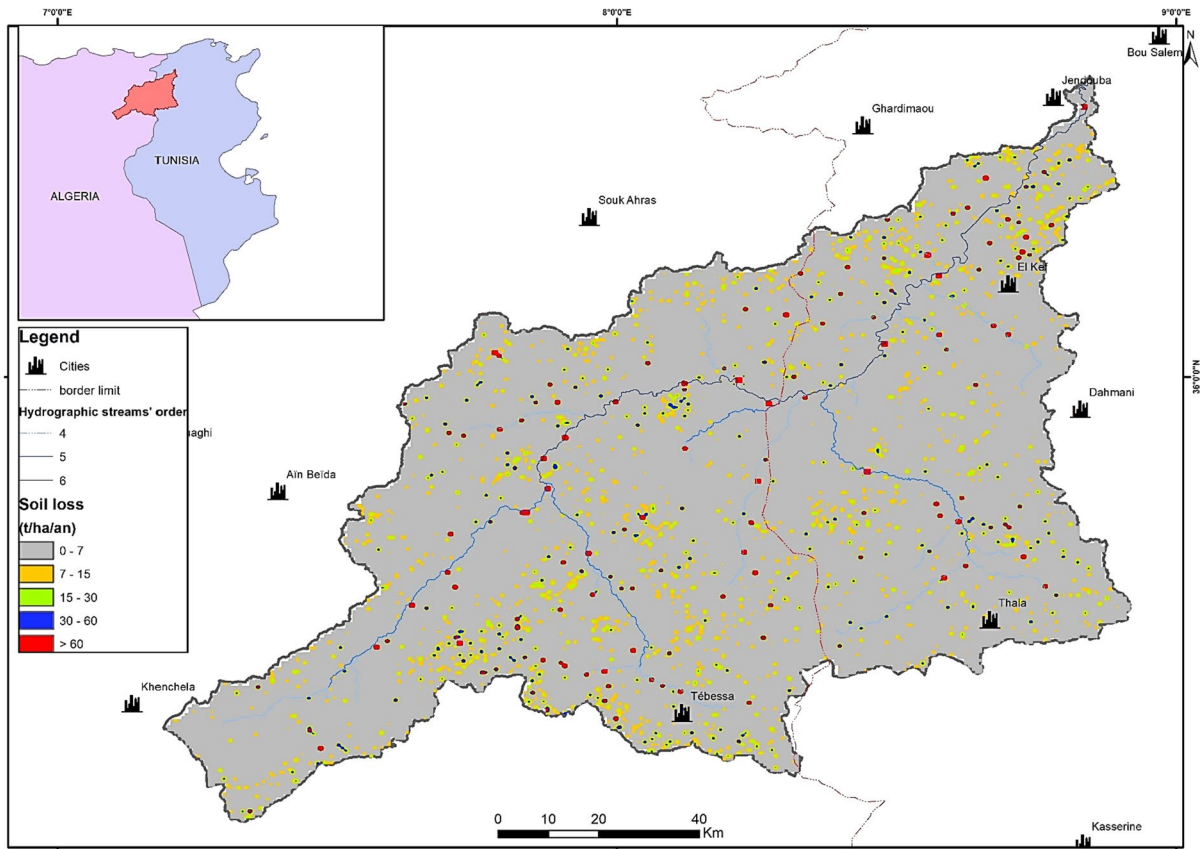 7°0'0"E
8°0'0"E
9°0'0"E
N
Bou Salem
Jendouba
Ghardimaou
TUNISIA
ALGERIA
Souk Ahras
El Kef
Legend
Cities
border limit
Hydrographic streams' order
4
5
6
36°0'0"N
Dahmani
aghi
Aïn Beïda
Soil loss
(t/ha/an)
0 - 7
7 - 15
15 - 30
30 - 60
> 60
Thala
Khenchela
Tébessa
0 10 20 40
Km
Kasserine